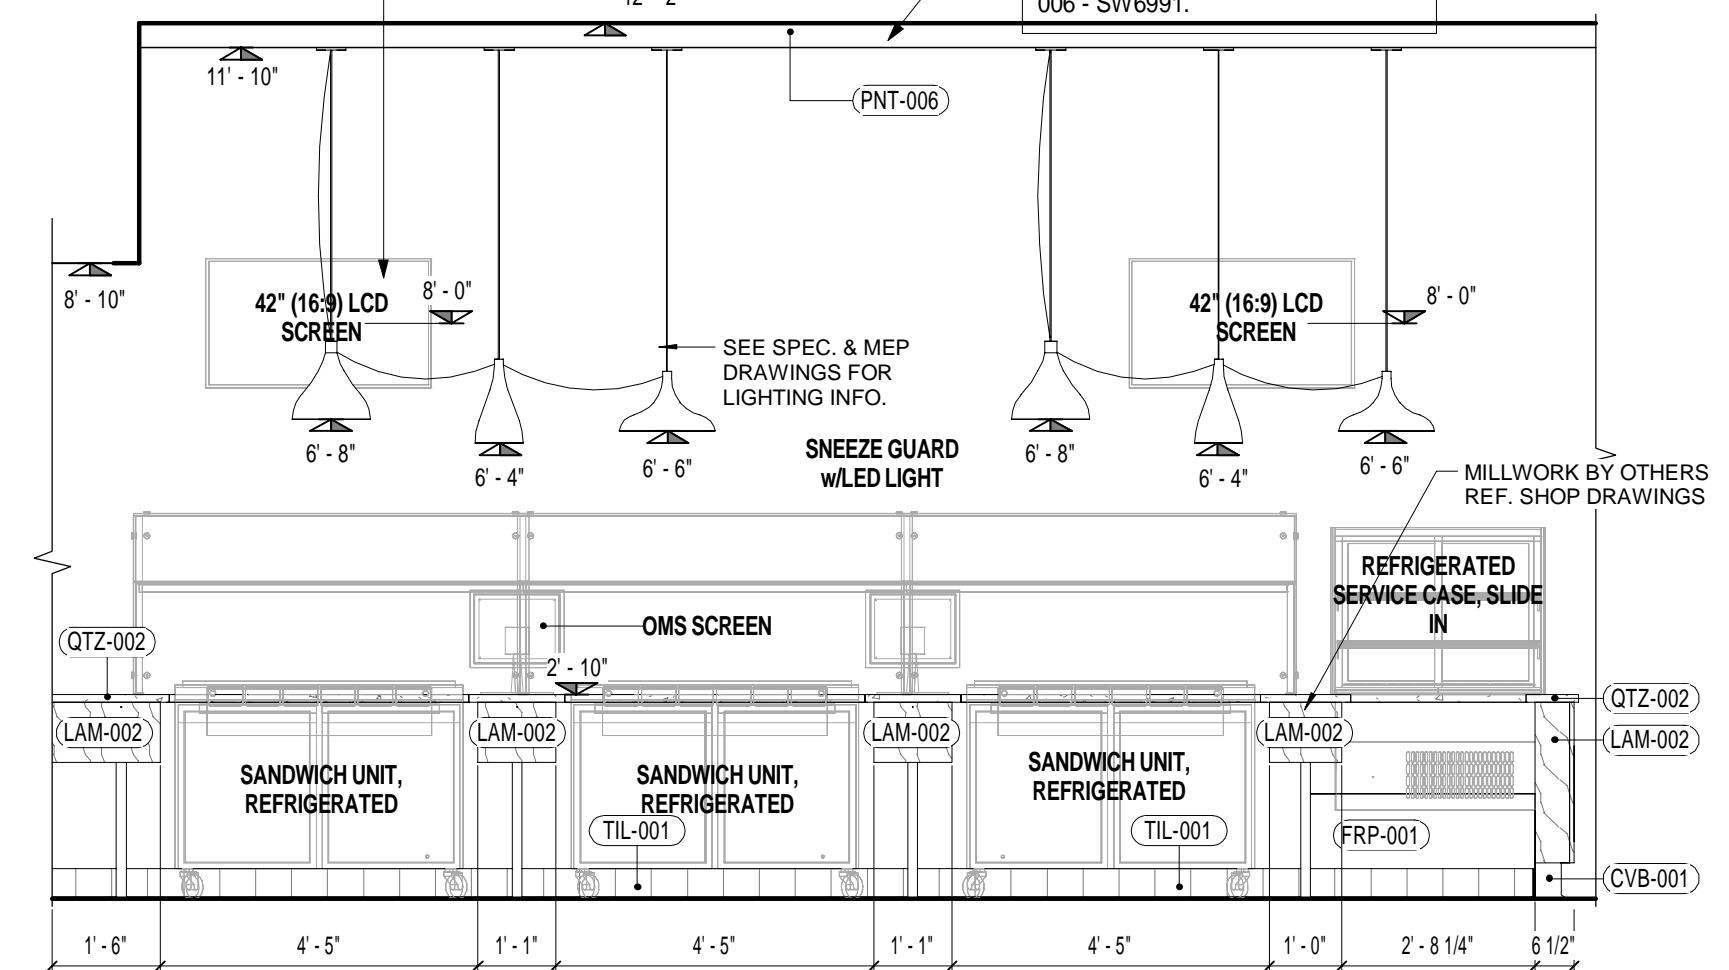 12' - 2"
006 - SW6991.
11' - 10"
PNT-006
8' - 10"
42" (16:9) LCD
SCREEN
8' - 0"
42" (16:9) LCD
SCREEN
8' - 0"
SEE SPEC. & MEP
DRAWINGS FOR
LIGHTING INFO.
6' - 8"
6' - 4"
6' - 6"
SNEEZE GUARD
w/LED LIGHT
6' - 8"
6' - 4"
6' - 6"
MILLWORK BY OTHERS
REF. SHOP DRAWINGS
REFRIGERATED
SERVICE CASE, SLIDE
IN
OMS SCREEN
QTZ-002
2' - 10"
QTZ-002
LAM-002
LAM-002
LAM-002
LAM-002
LAM-002
SANDWICH UNIT,
REFRIGERATED
SANDWICH UNIT,
REFRIGERATED
SANDWICH UNIT,
REFRIGERATED
TIL-001
TIL-001
FRP-001
CVB-001
1' - 6"
4' - 5"
1' - 1"
4' - 5"
1' - 1"
4' - 5"
1' - 0"
2' - 8 1/4"
6 1/2"